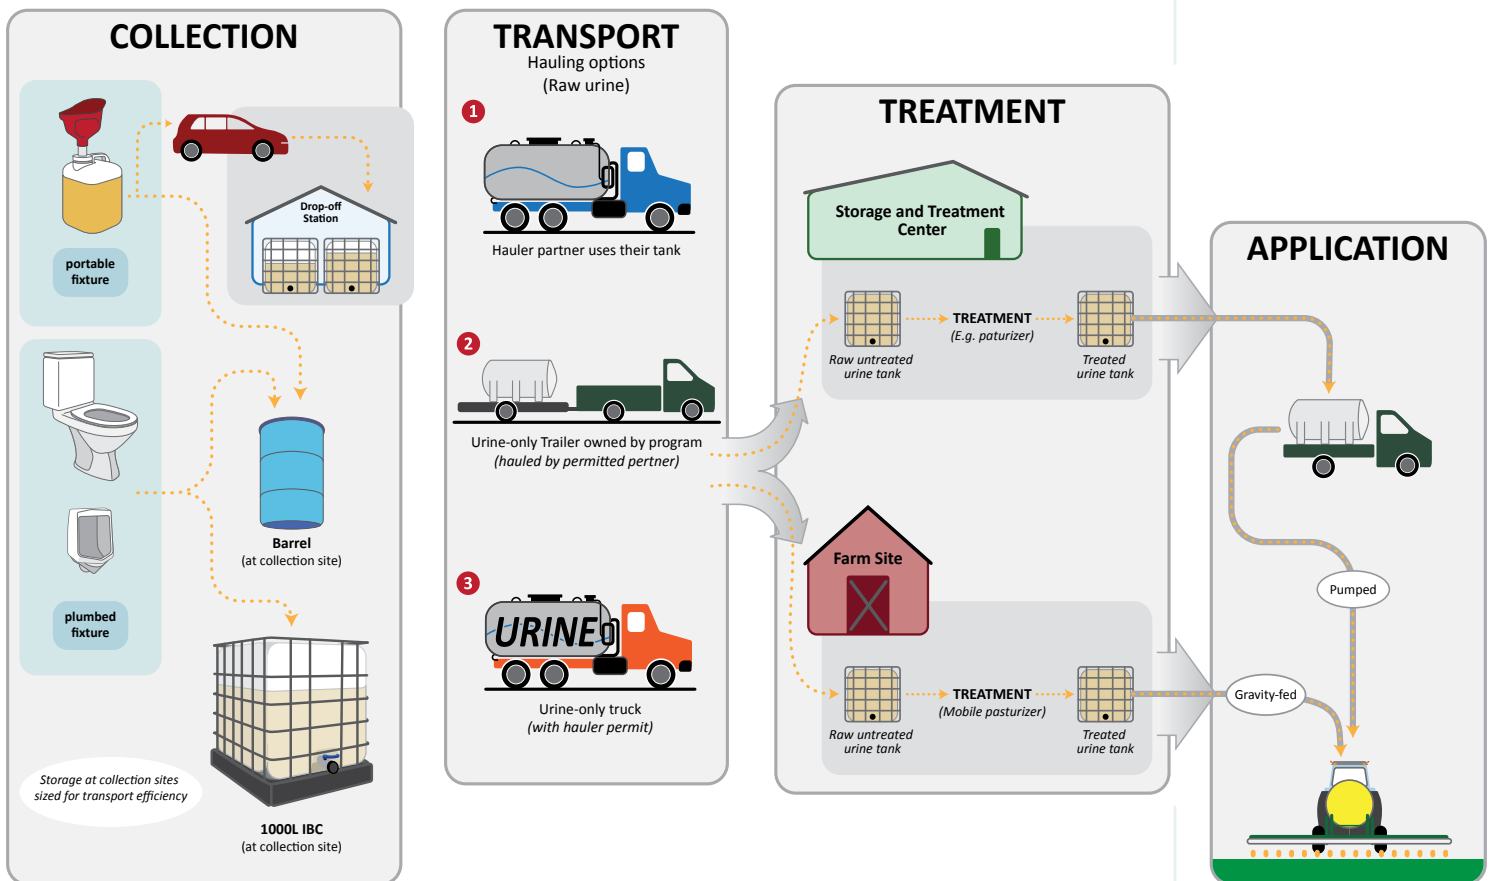 COLLECTION
Drop-off
Station
portable
fixture
Barrel
(at collection site)
plumbed
fixture
Storage at collection sites
sized for transport efficiency
1000L IBC
(at collection site)
TRANSPORT
Hauling options
(Raw urine)
1
Hauler partner uses their tank
2
Urine-only Trailer owned by program
(hauled by permitted pertner)
3
URINE
Urine-only truck
(with hauler permit)
TREATMENT
Storage and Treatment
Center
Raw untreated
urine tank
TREATMENT
(E.g. paturizer)
Treated
urine tank
Farm Site
Raw untreated
urine tank
TREATMENT
(Mobile pasturizer)
Treated
urine tank
APPLICATION
Pumped
Gravity-fed